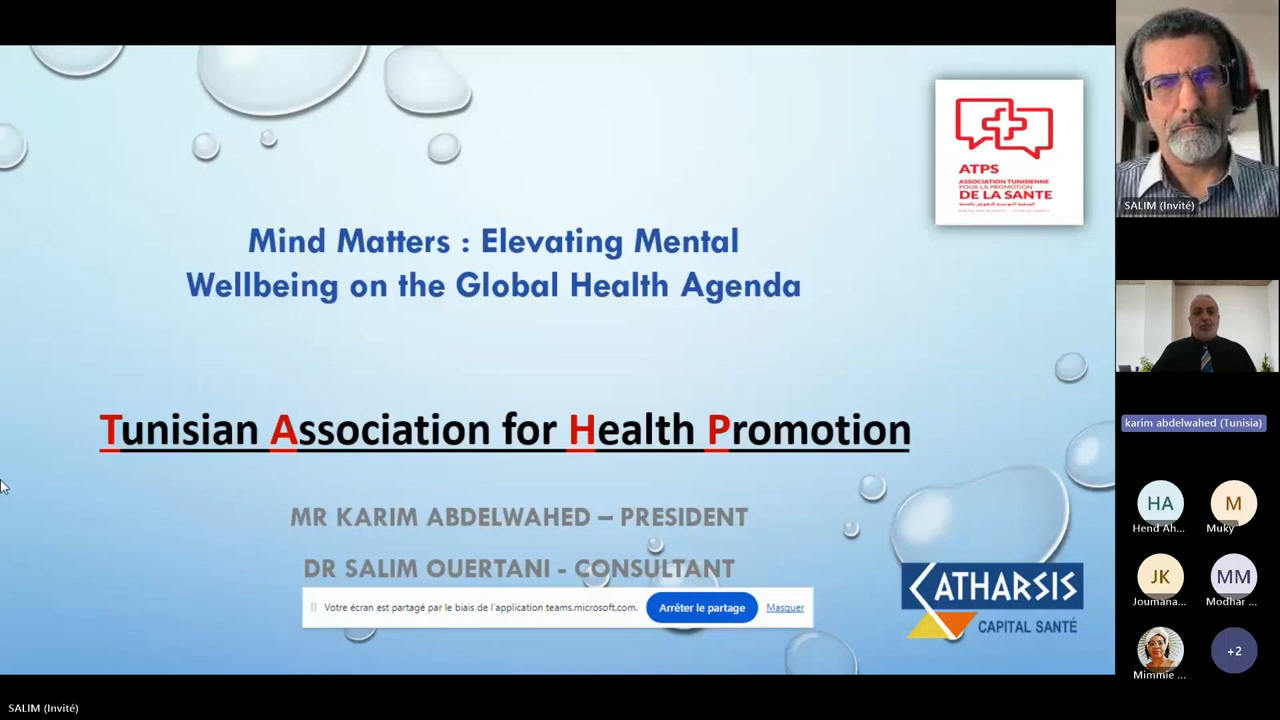 Mind Matters : Elevating Mental
Wellbeing on the Global Health Agenda
Tunisian Association for Health Promotion
MR KARIM ABDELWAHED – PRESIDENT
DR SALIM OUERTANI - CONSULTANT
ATPS
ASSOCIATION TUNISIENNE
POUR LA PROMOTION
DE LA SANTE
Votre écran est partagé par le biais de l'application teams.microsoft.com.
Arrêter le partage
Masquer
CATHARSIS
CAPITAL SANTÉ
SALIM (Invité)
karim abdelwahed (Tunisia)
HA
Hend Ah...
M
Muky
JK
Joumana...
MM
Modhar ...
Mimmie ...
+2
SALIM (Invité)